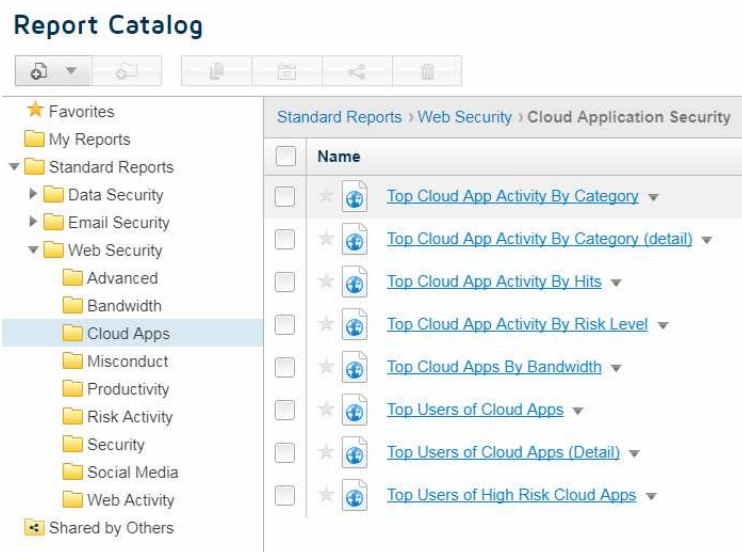 Report Catalog
Favorites
My Reports
Standard Reports
Data Security
Email Security
Web Security
Advanced
Bandwidth
Cloud Apps
Misconduct
Productivity
Risk Activity
Security
Social Media
Web Activity
Shared by Others
Standard Reports › Web Security › Cloud Application Security
Name
Top Cloud App Activity By Category
Top Cloud App Activity By Category (detail)
Top Cloud App Activity By Hits
Top Cloud App Activity By Risk Level
Top Cloud Apps By Bandwidth
Top Users of Cloud Apps
Top Users of Cloud Apps (Detail)
Top Users of High Risk Cloud Apps